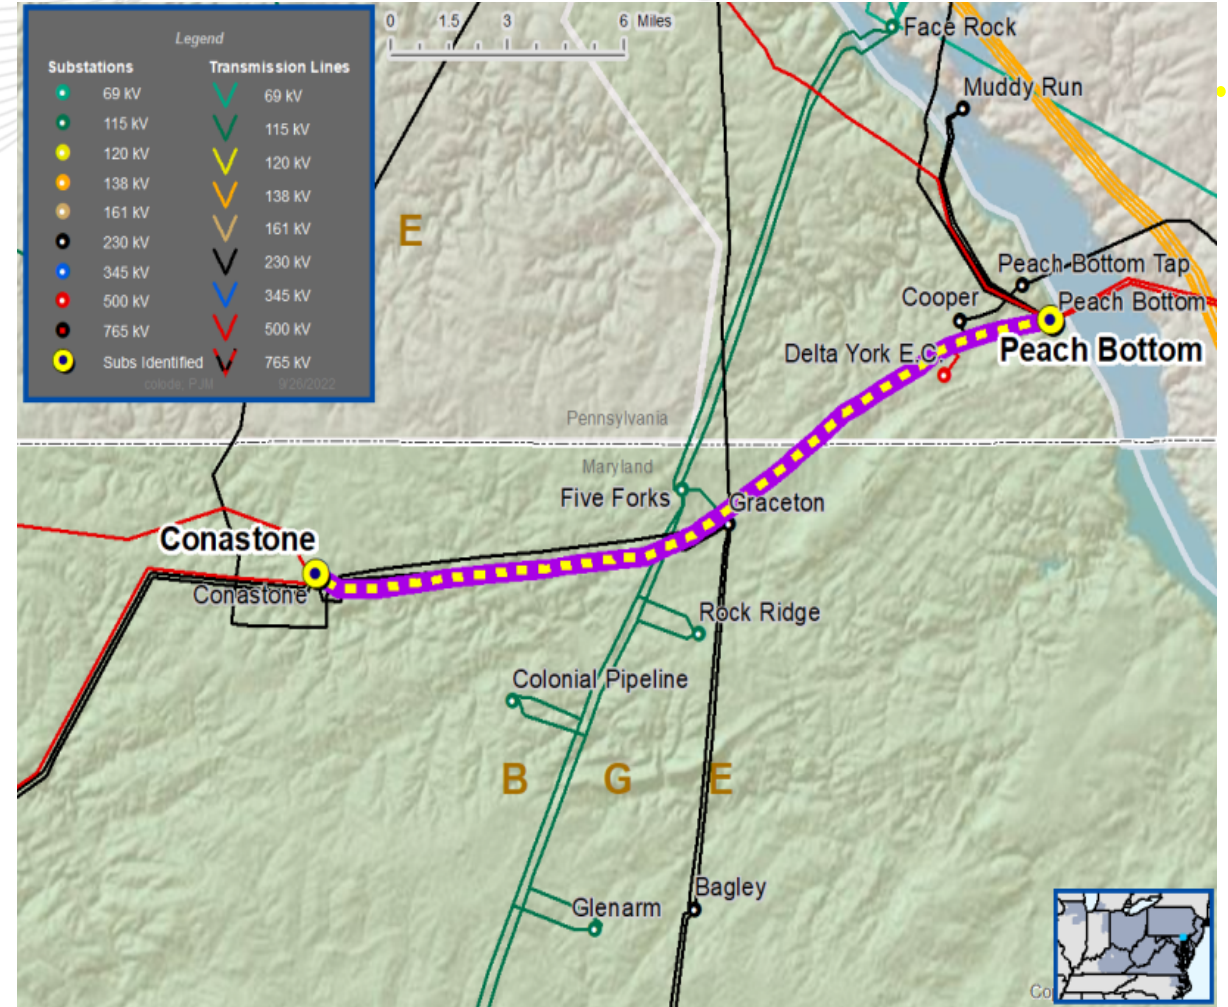 Legend
Substations
Transmission Lines
69 kV
115 kV
120 kV
138 kV
161 kV
230 kV
345 kV
500 kV
765 kV
Subs Identified
69 kV
115 kV
120 kV
138 kV
161 kV
230 kV
345 kV
500 kV
765 kV
9/26/2022
0 1.5 3 6 Miles
Face Rock
Muddy Run
E
Peach Bottom Tap
Cooper
Peach Bottom
Peach Bottom
Delta York E.C.
Pennsylvania
Maryland
Five Forks
Graceton
Conastone
Conastone
Rock Ridge
Colonial Pipeline
B G E
Bagley
Glenarm